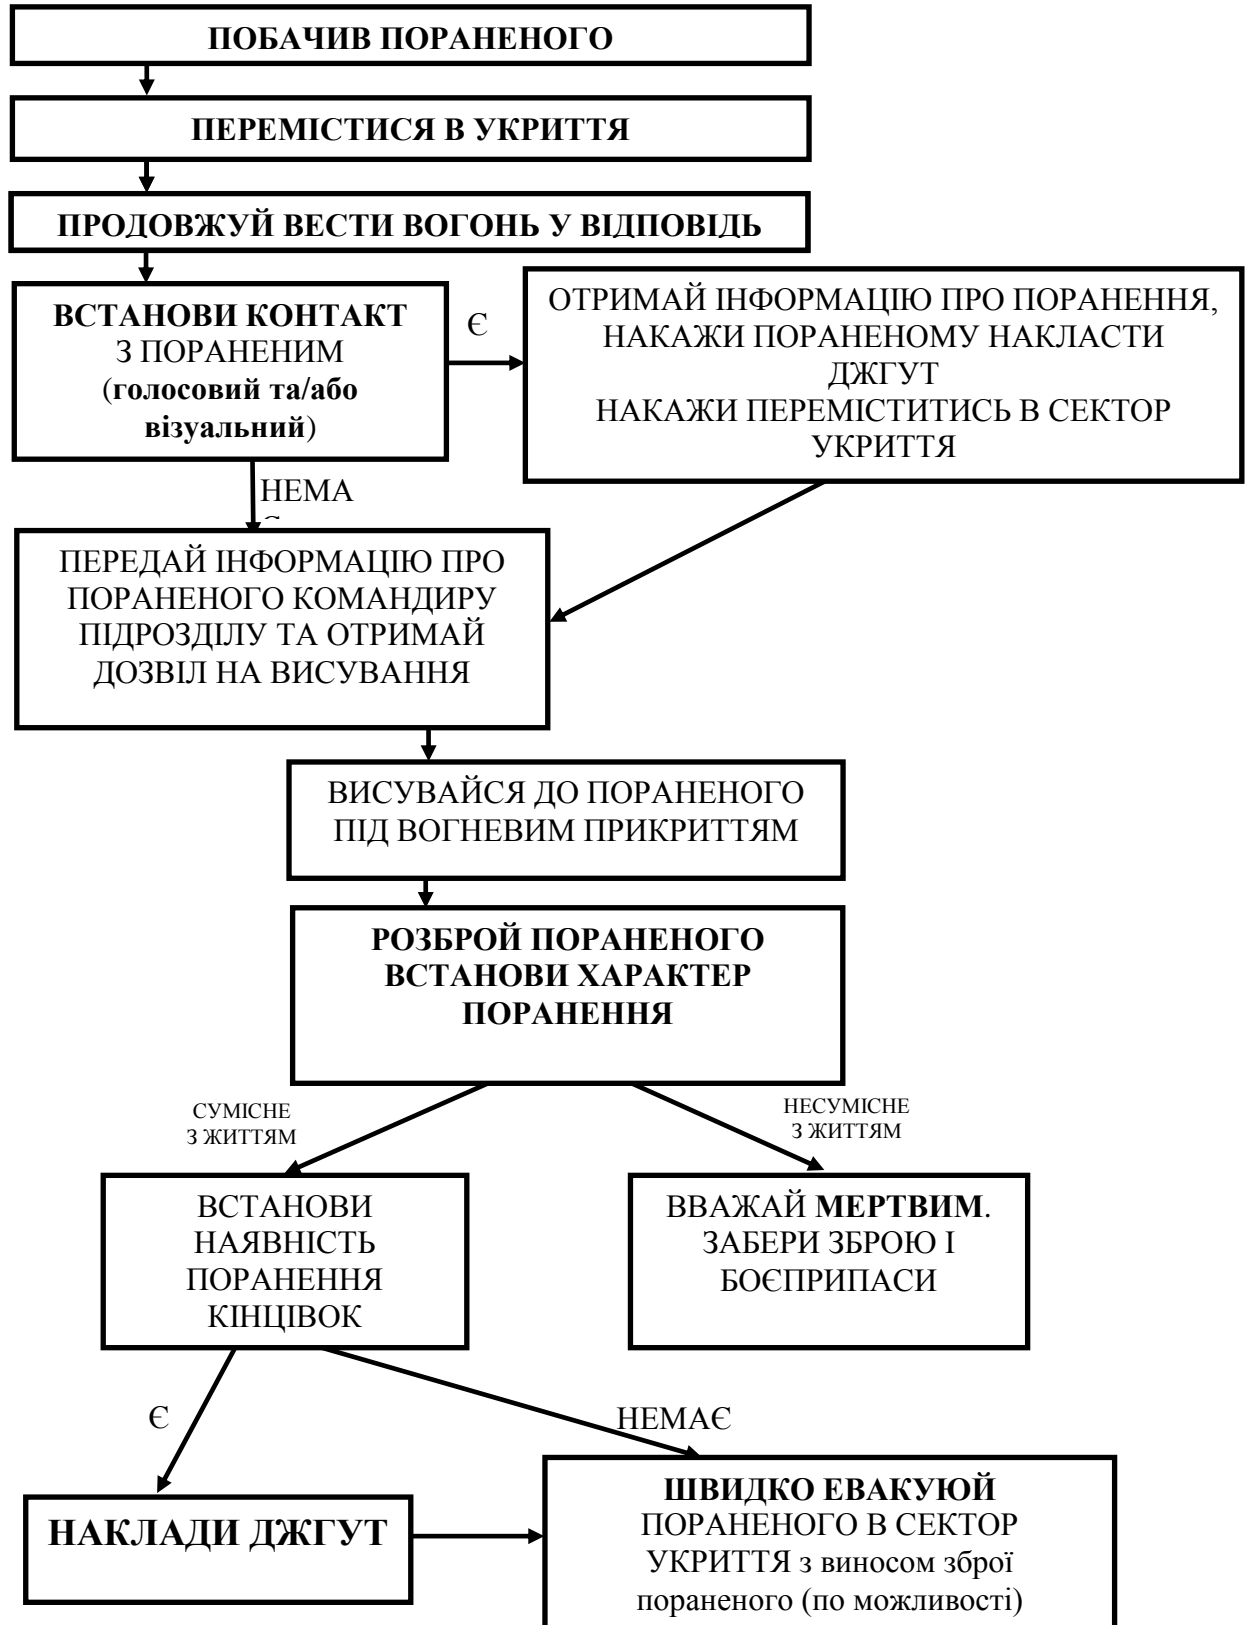 ПОБАЧИВ ПОРАНЕНОГО
ПЕРЕМІСТИСЯ В УКРИТТЯ
ПРОДОВЖУЙ ВЕСТИ ВОГОНЬ У ВІДПОВІДЬ
ВСТАНОВИ КОНТАКТ
З ПОРАНЕНИМ
(голосовий та/або
візуальний)
Є
ОТРИМАЙ ІНФОРМАЦІЮ ПРО ПОРАНЕННЯ,
НАКАЖИ ПОРАНЕНОМУ НАКЛАСТИ
ДЖГУТ
НАКАЖИ ПЕРЕМІСТИТИСЬ В СЕКТОР
УКРИТТЯ
НЕМА
ПЕРЕДАЙ ІНФОРМАЦІЮ ПРО
ПОРАНЕНОГО КОМАНДИРУ
ПІДРОЗДІЛУ ТА ОТРИМАЙ
ДОЗВІЛ НА ВИСУВАННЯ
ВИСУВАЙСЯ ДО ПОРАНЕНОГО
ПІД ВОГНЕВИМ ПРИКРИТТЯМ
РОЗБРОЙ ПОРАНЕНОГО
ВСТАНОВИ ХАРАКТЕР
ПОРАНЕННЯ
СУМІСНЕ
З ЖИТТЯМ
НЕСУМІСНЕ
З ЖИТТЯМ
ВСТАНОВИ
НАЯВНІСТЬ
ПОРАНЕННЯ
КІНЦІВОК
ВВАЖАЙ МЕРТВИМ.
ЗАБЕРИ ЗБРОЮ І
БОЄПРИПАСИ
Є
НЕМАЄ
НАКЛАДИ ДЖГУТ
ШВИДКО ЕВАКУЮЙ
ПОРАНЕНОГО В СЕКТОР
УКРИТТЯ з виносом зброї
пораненого (по можливості)